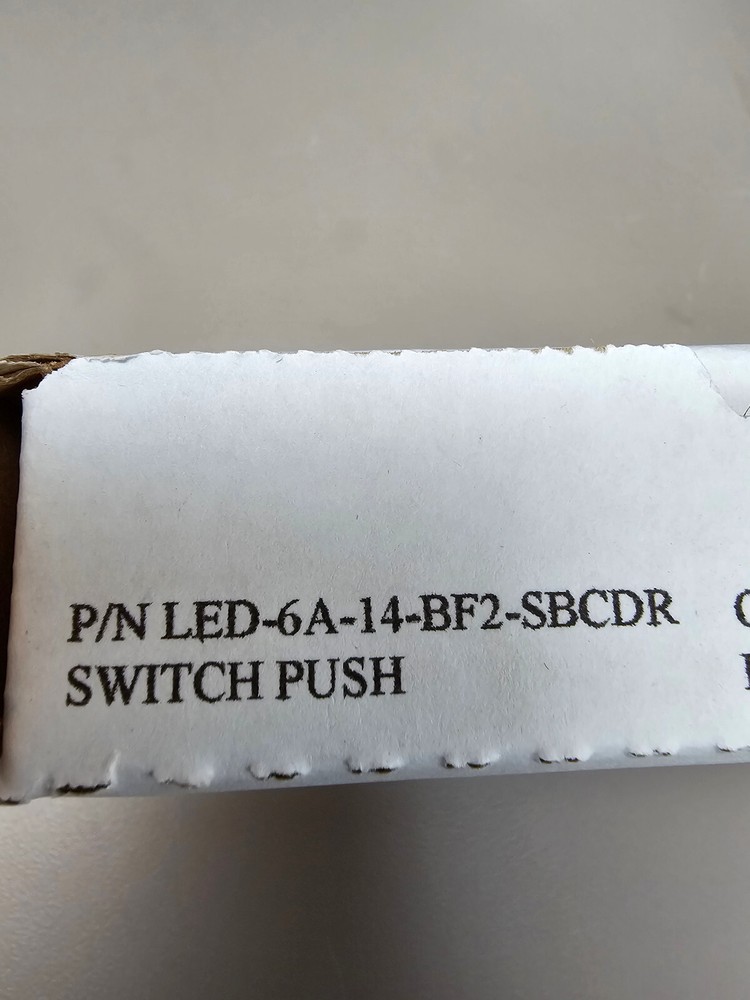 P/N LED-6A-14-BF2-SBCDR
SWITCH PUSH